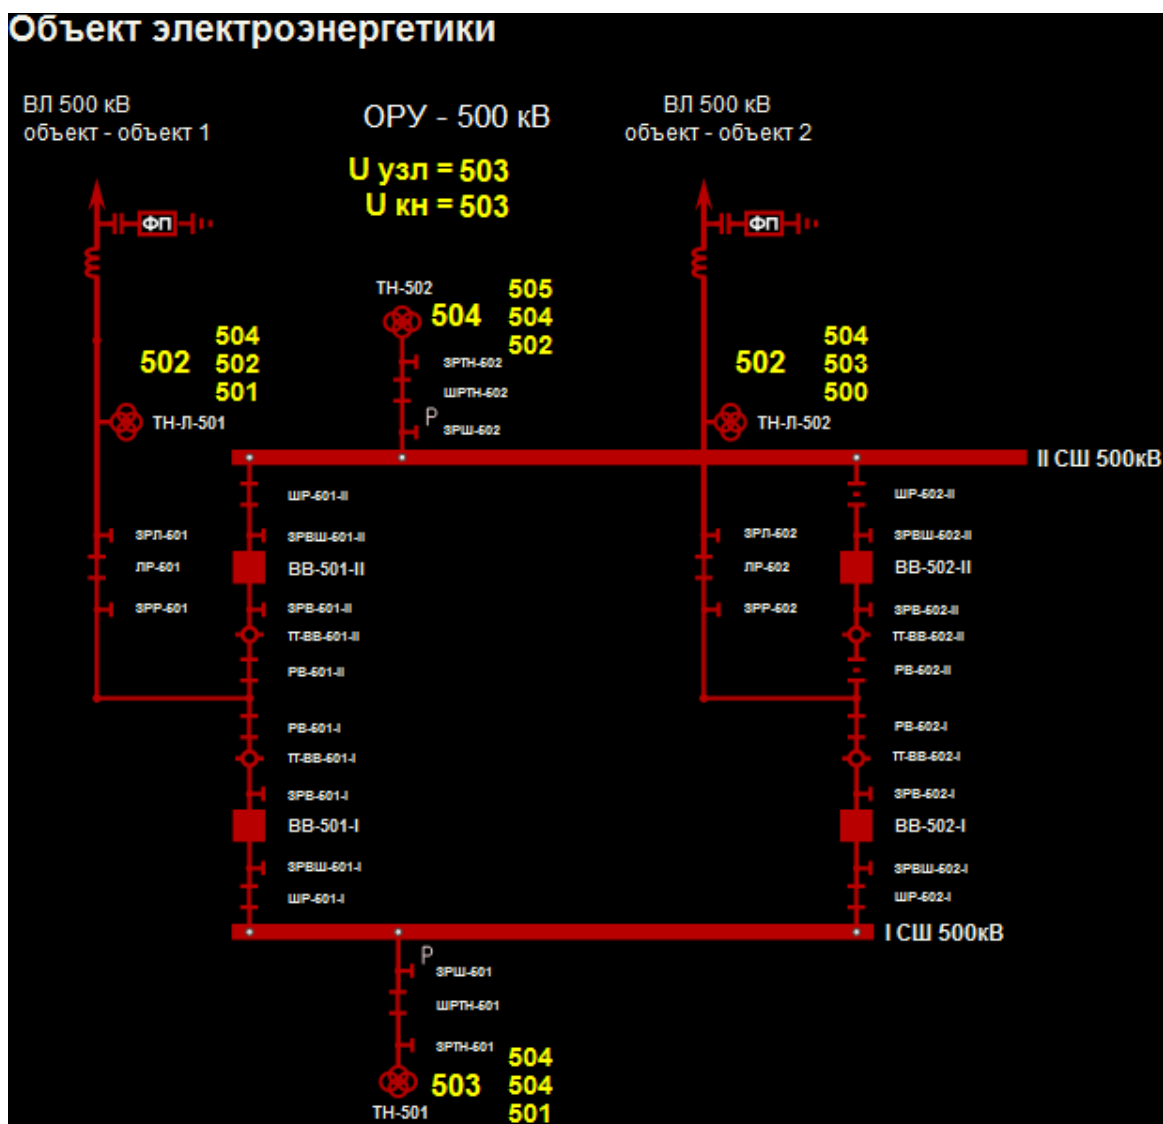 Объект электроэнергетики
ВЛ 500 кВ
объект - объект 1
ОРУ - 500 кВ
ВЛ 500 кВ
объект - объект 2
U узл = 503
U кн = 503
ФП
ФП
ТН-502
504
505
504
502
502
504
502
501
502
504
503
500
ЗРТН-502
ШРТН-502
Р
ЗРШ-502
ТН-Л-501
ТН-Л-502
II СШ 500кВ
ШР-501-II
ШР-502-II
ЗРЛ-501
ЗРВШ-501-II
ЗРЛ-502
ЗРВШ-502-II
ЛР-501
ВВ-501-II
ЛР-502
ВВ-502-II
ЗРР-501
ЗРВ-501-II
ЗРР-502
ЗРВ-502-II
ТТ-ВВ-501-II
ТТ-ВВ-502-II
РВ-501-II
РВ-502-II
РВ-501-I
РВ-502-I
ТТ-ВВ-501-I
ТТ-ВВ-502-I
ЗРВ-501-I
ЗРВ-502-I
ВВ-501-I
ВВ-502-I
ЗРВШ-501-I
ЗРВШ-502-I
ШР-501-I
ШР-502-I
I СШ 500кВ
Р
ЗРШ-501
ШРТН-501
ЗРТН-501
503
504
504
501
ТН-501